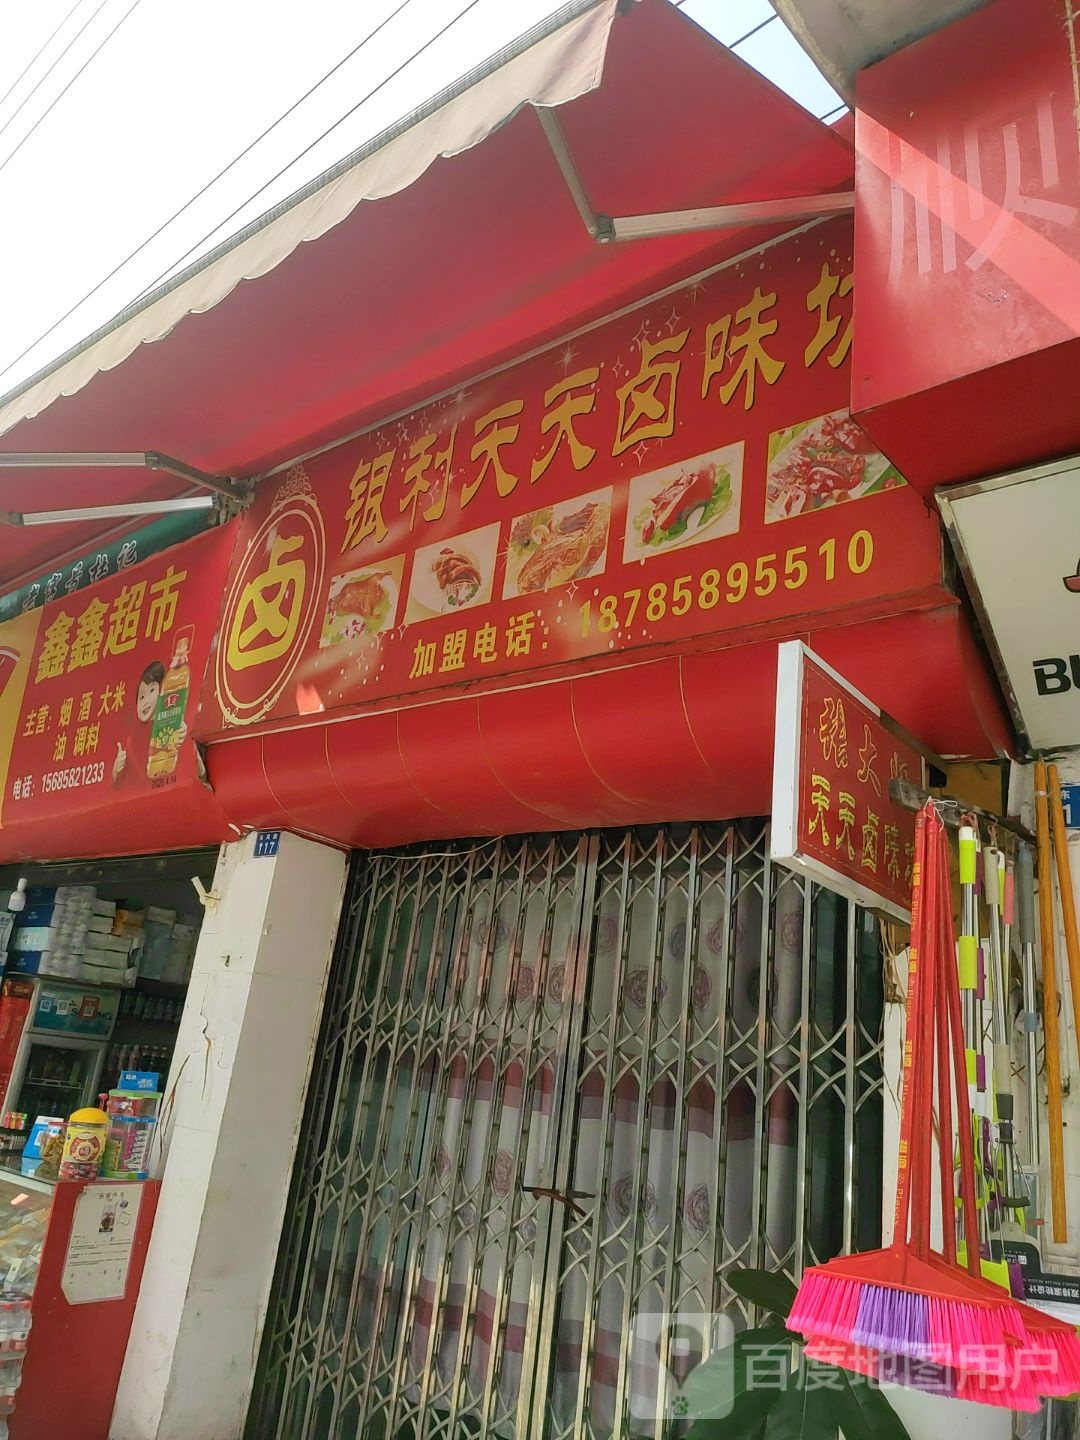 银利天天卤味坊
卤
加盟电话：18785895510
鑫鑫超市
主营：烟 酒 大米
油 调料
电话：15685821233
117
天天卤味
顺
BU
百度地图用户